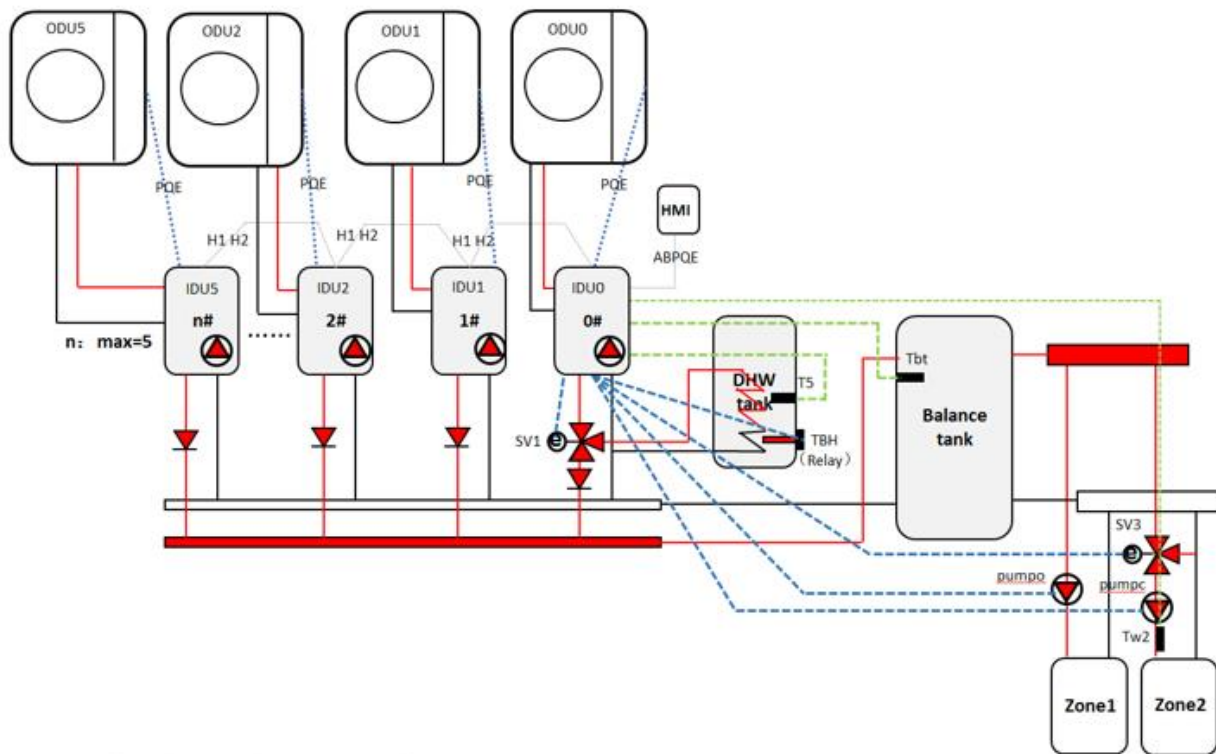 ODU5
ODU2
ODU1
ODU0
PQE
PQE
PQE
PQE
HMI
H1 H2
H1 H2
H1 H2
ABPQE
IDU5
IDU2
IDU1
IDU0
n#
2#
1#
0#
n：max=5
......
Tbt
T5
DHW
tank
Balance
tank
SV1
e
TBH
（Relay）
SV3
e
pumpo
pumpc
Tw2
Zone1
Zone2